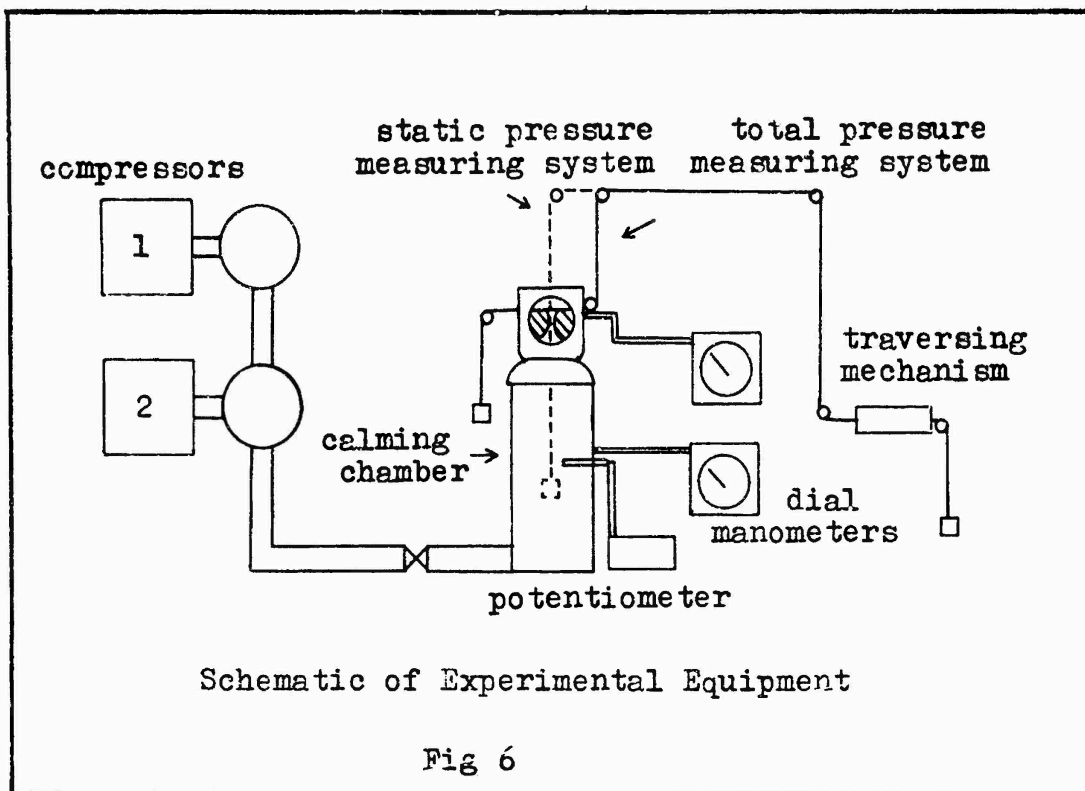 static pressure
measuring system
total pressure
measuring system
compressors
1
2
traversing
mechanism
calming
chamber
dial
manometers
potentiometer
Schematic of Experimental Equipment
Fig 6